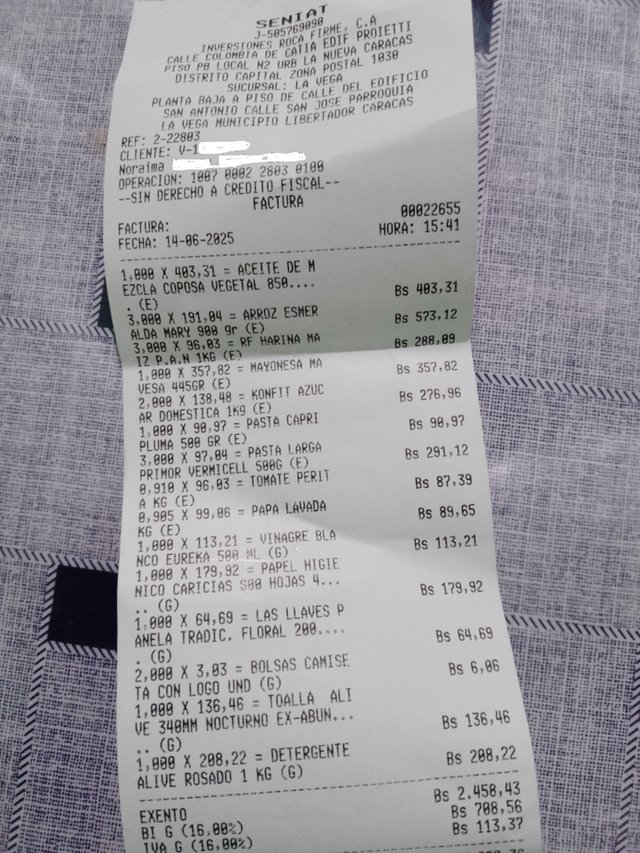 SENIAT
J-505769090
INVERSIONES ROCA FIRME, C.A
CALLE COLOMBIA DE CATIA EDIF PROIETTI
PISO PB LOCAL N2 URB LA NUEVA CARACAS
DISTRITO CAPITAL ZONA POSTAL 1030
SUCURSAL: LA VEGA
PLANTA BAJA A PISO DE CALLE DEL EDIFICIO
SAN ANTONIO CALLE SAN JOSE PARROQUIA
LA VEGA MUNICIPIO LIBERTADOR CARACAS
REF: 2-22803
CLIENTE: V-1
Noraima
OPERACION: 1007 0002 2803 0100
--SIN DERECHO A CREDITO FISCAL--
FACTURA
FACTURA: 00022655
FECHA: 14-06-2025 HORA: 15:41
1,000 X 403,31 = ACEITE DE M
EZCLA COPOSA VEGETAL 850....
. (E) Bs 403,31
3,000 X 191,04 = ARROZ ESMER
ALDA MARY 900 gr (E) Bs 573,12
3,000 X 96,03 = RF HARINA MA
IZ P.A.N 1KG (E) Bs 288,09
1,000 X 357,82 = MAYONESA MA
VESA 445GR (E) Bs 357,82
2,000 X 138,48 = KONFIT AZUC
AR DOMESTICA 1Kg (E) Bs 276,96
1,000 X 90,97 = PASTA CAPRI
PLUMA 500 GR (E) Bs 90,97
3,000 X 97,04 = PASTA LARGA
PRIMOR VERMICELL 500G (E) Bs 291,12
0,910 X 96,03 = TOMATE PERIT
A KG (E) Bs 87,39
0,905 X 99,06 = PAPA LAVADA
KG (E) Bs 89,65
1,000 X 113,21 = VINAGRE BLA
NCO EUREKA 500 ML (G) Bs 113,21
1,000 X 179,92 = PAPEL HIGIE
NICO CARICIAS 500 HOJAS 4...
.. (G) Bs 179,92
1,000 X 64,69 = LAS LLAVES P
ANELA TRADIC. FLORAL 200....
. (G) Bs 64,69
2,000 X 3,03 = BOLSAS CAMISE
TA CON LOGO UND (G) Bs 6,06
1,000 X 136,46 = TOALLA ALI
VE 340MM NOCTURNO EX-ABUN...
.. (G) Bs 136,46
1,000 X 208,22 = DETERGENTE
ALIVE ROSADO 1 KG (G) Bs 208,22
EXENTO Bs 2.458,43
BI G (16,00%) Bs 708,56
IVA G (16,00%) Bs 113,37